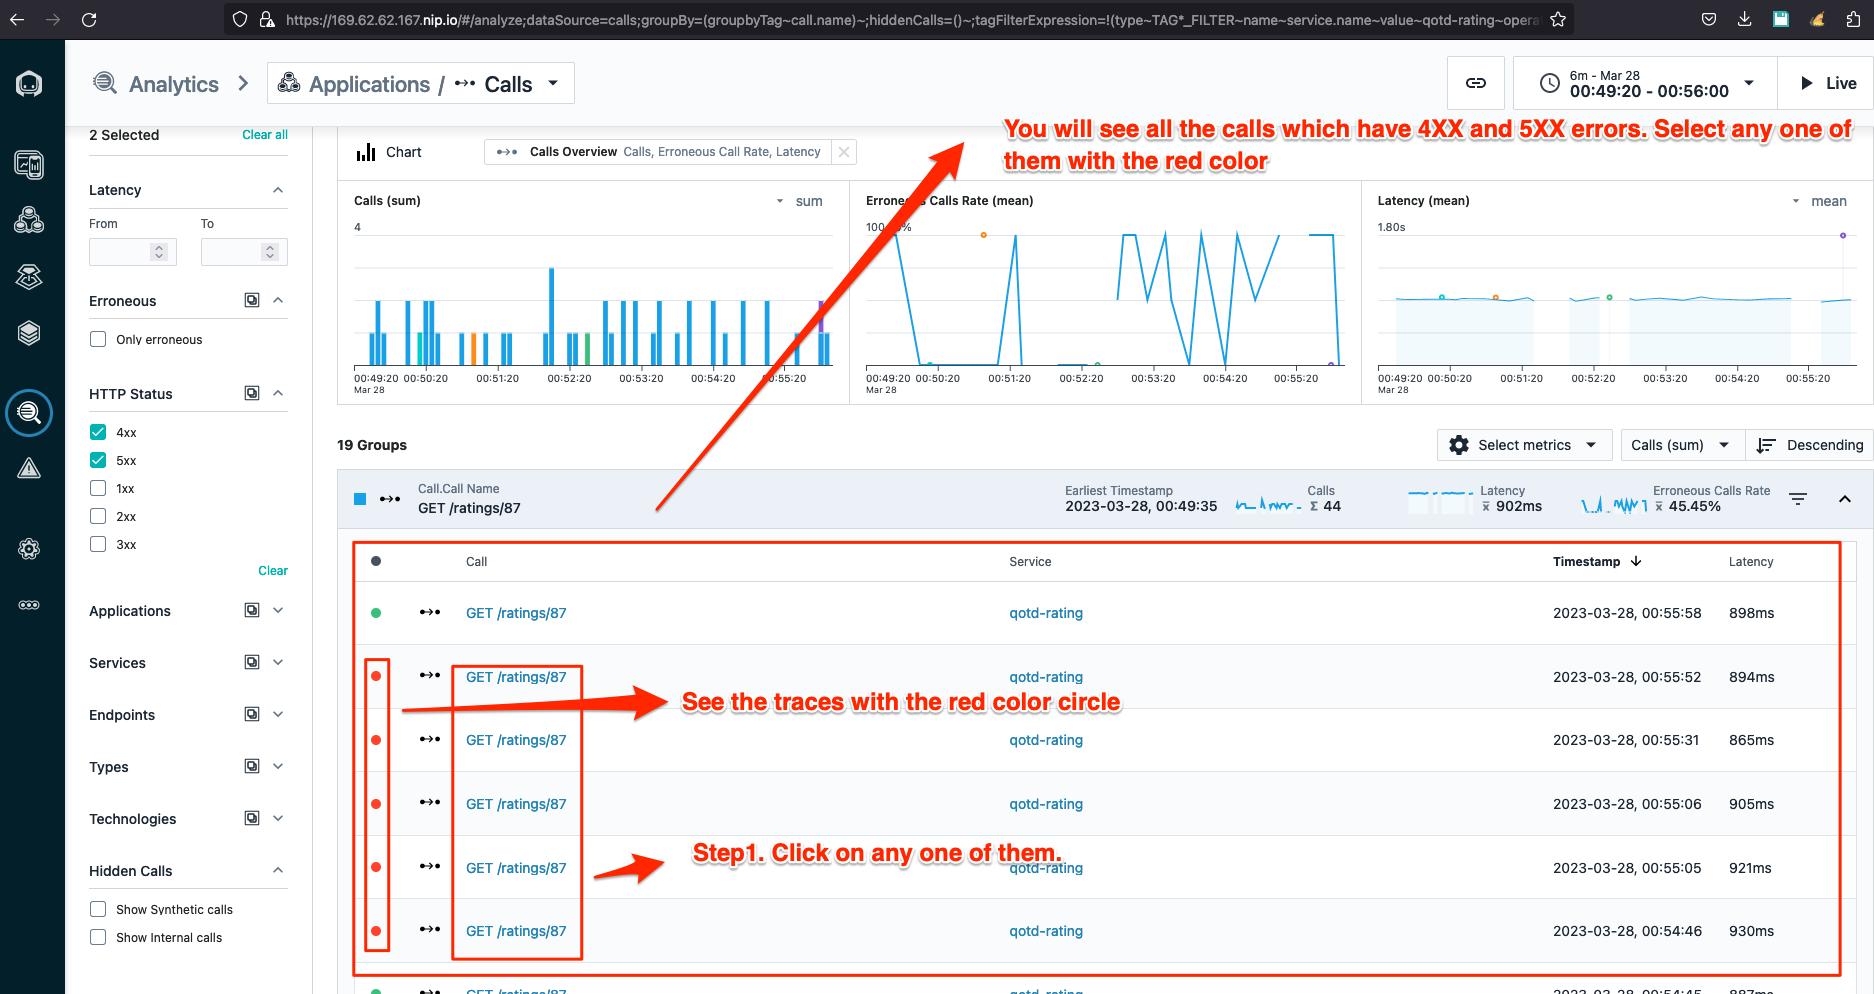 https://169.62.62.167.nip.io/#/analyze;dataSource=calls;groupBy=(groupbyTag~call.name)~;hiddenCalls=()~;tagFilterExpression=!(type~TAG*_FILTER~name~service.name~value~qotd-rating~opera
Analytics
Applications / Calls
6m - Mar 28
00:49:20 - 00:56:00
Live
You will see all the calls which have 4XX and 5XX errors. Select any one of
them with the red color
2 Selected
Clear all
Latency
From
To
Erroneous
Only erroneous
HTTP Status
4xx
5xx
1xx
2xx
3xx
Clear
Applications
Services
Endpoints
Types
Technologies
Hidden Calls
Show Synthetic calls
Show Internal calls
Chart
Calls Overview Calls, Erroneous Call Rate, Latency
Calls (sum)
sum
4
00:49:20 00:50:20 00:51:20 00:52:20 00:53:20 00:54:20 00:55:20
Mar 28
Calls Rate (mean)
00:49:20 00:50:20 00:51:20 00:52:20 00:53:20 00:54:20 00:55:20
Mar 28
Latency (mean)
mean
1.80s
00:49:20 00:50:20 00:51:20 00:52:20 00:53:20 00:54:20 00:55:20
Mar 28
19 Groups
Select metrics
Calls (sum)
Descending
Call.Call Name
GET /ratings/87
Earliest Timestamp
2023-03-28, 00:49:35
Calls
Σ 44
Latency
x̄ 902ms
Erroneous Calls Rate
x̄ 45.45%
Call Service Timestamp Latency
GET /ratings/87 qotd-rating 2023-03-28, 00:55:58 898ms
GET /ratings/87 qotd-rating 2023-03-28, 00:55:52 894ms
See the traces with the red color circle
GET /ratings/87 qotd-rating 2023-03-28, 00:55:31 865ms
GET /ratings/87 qotd-rating 2023-03-28, 00:55:06 905ms
Step1. Click on any one of them.
GET /ratings/87 qotd-rating 2023-03-28, 00:55:05 921ms
GET /ratings/87 qotd-rating 2023-03-28, 00:54:46 930ms